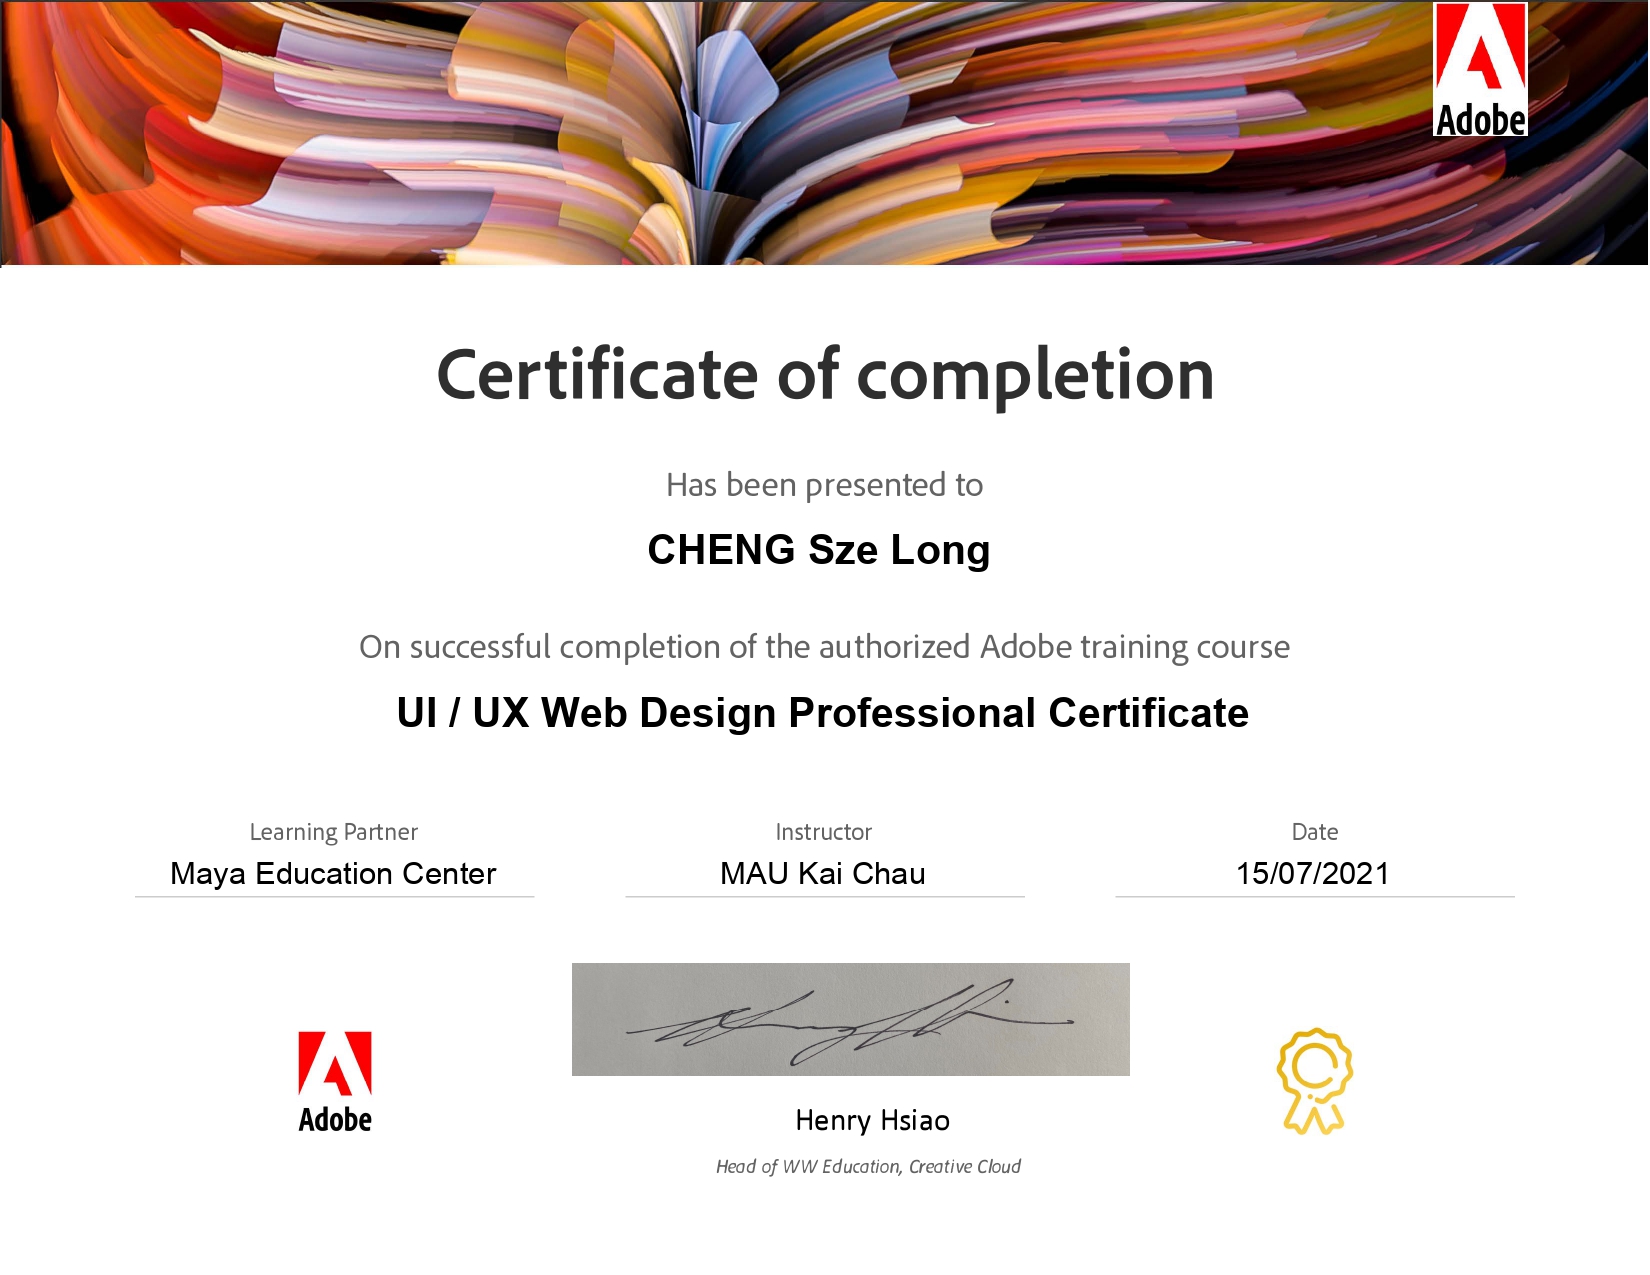 Adobe
Certificate of completion
Has been presented to
CHENG Sze Long
On successful completion of the authorized Adobe training course
UI / UX Web Design Professional Certificate
Learning Partner
Maya Education Center
Instructor
MAU Kai Chau
Date
15/07/2021
Adobe
Henry Hsiao
Head of WW Education, Creative Cloud